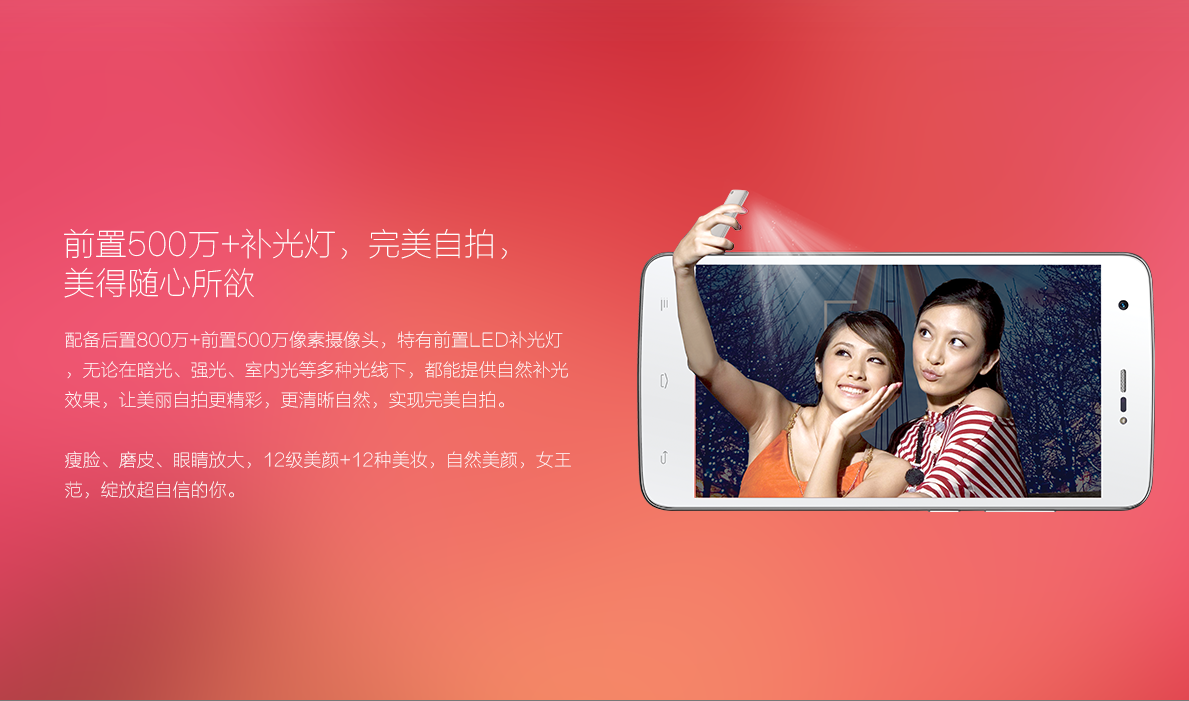 前置500万+补光灯，完美自拍，
美得随心所欲
配备后置800万+前置500万像素摄像头，特有前置LED补光灯
，无论在暗光、强光、室内光等多种光线下，都能提供自然补光
效果，让美丽自拍更精彩，更清晰自然，实现完美自拍。
瘦脸、磨皮、眼睛放大，12级美颜+12种美妆，自然美颜，女王
范，绽放超自信的你。